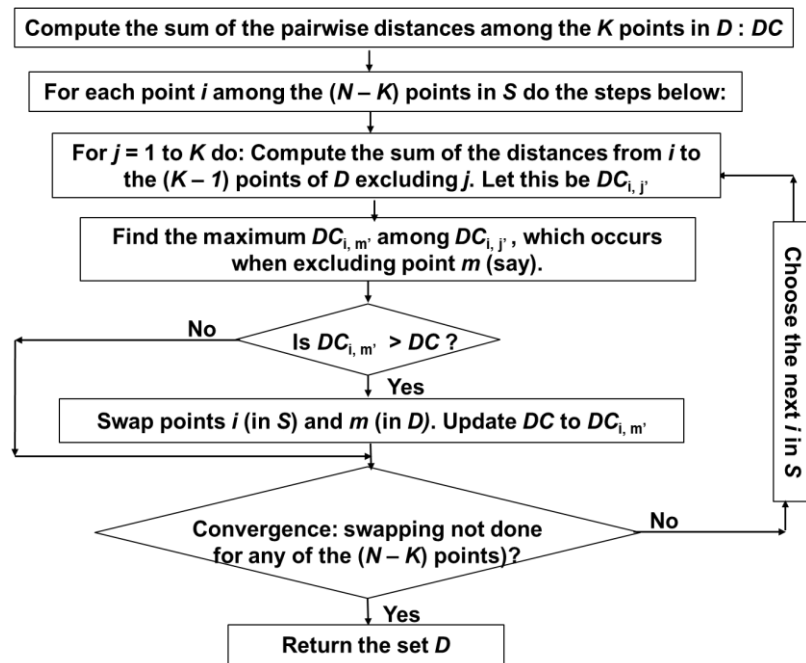 Compute the sum of the pairwise distances among the K points in D : DC
For each point i among the (N – K) points in S do the steps below:
For j = 1 to K do: Compute the sum of the distances from i to
the (K – 1) points of D excluding j. Let this be DCi, j’
Find the maximum DCi, m’ among DCi, j’ , which occurs
when excluding point m (say).
No
Is DCi, m’ > DC ?
Yes
Swap points i (in S) and m (in D). Update DC to DCi, m’
Choose the next i in S
Convergence: swapping not done
for any of the (N – K) points)?
No
Yes
Return the set D